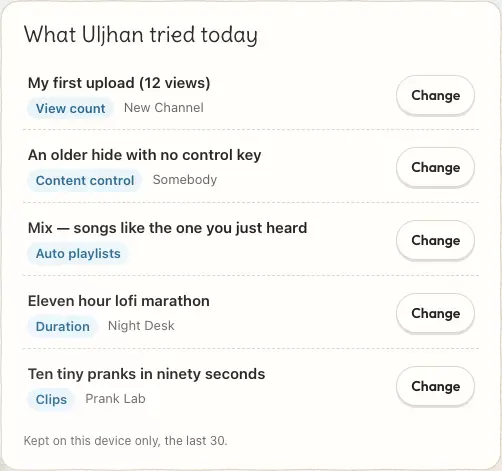 What Uljhan tried today
My first upload (12 views)
Change
View count New Channel
An older hide with no control key
Change
Content control Somebody
Mix — songs like the one you just heard
Change
Auto playlists
Eleven hour lofi marathon
Change
Duration Night Desk
Ten tiny pranks in ninety seconds
Change
Clips Prank Lab
Kept on this device only, the last 30.